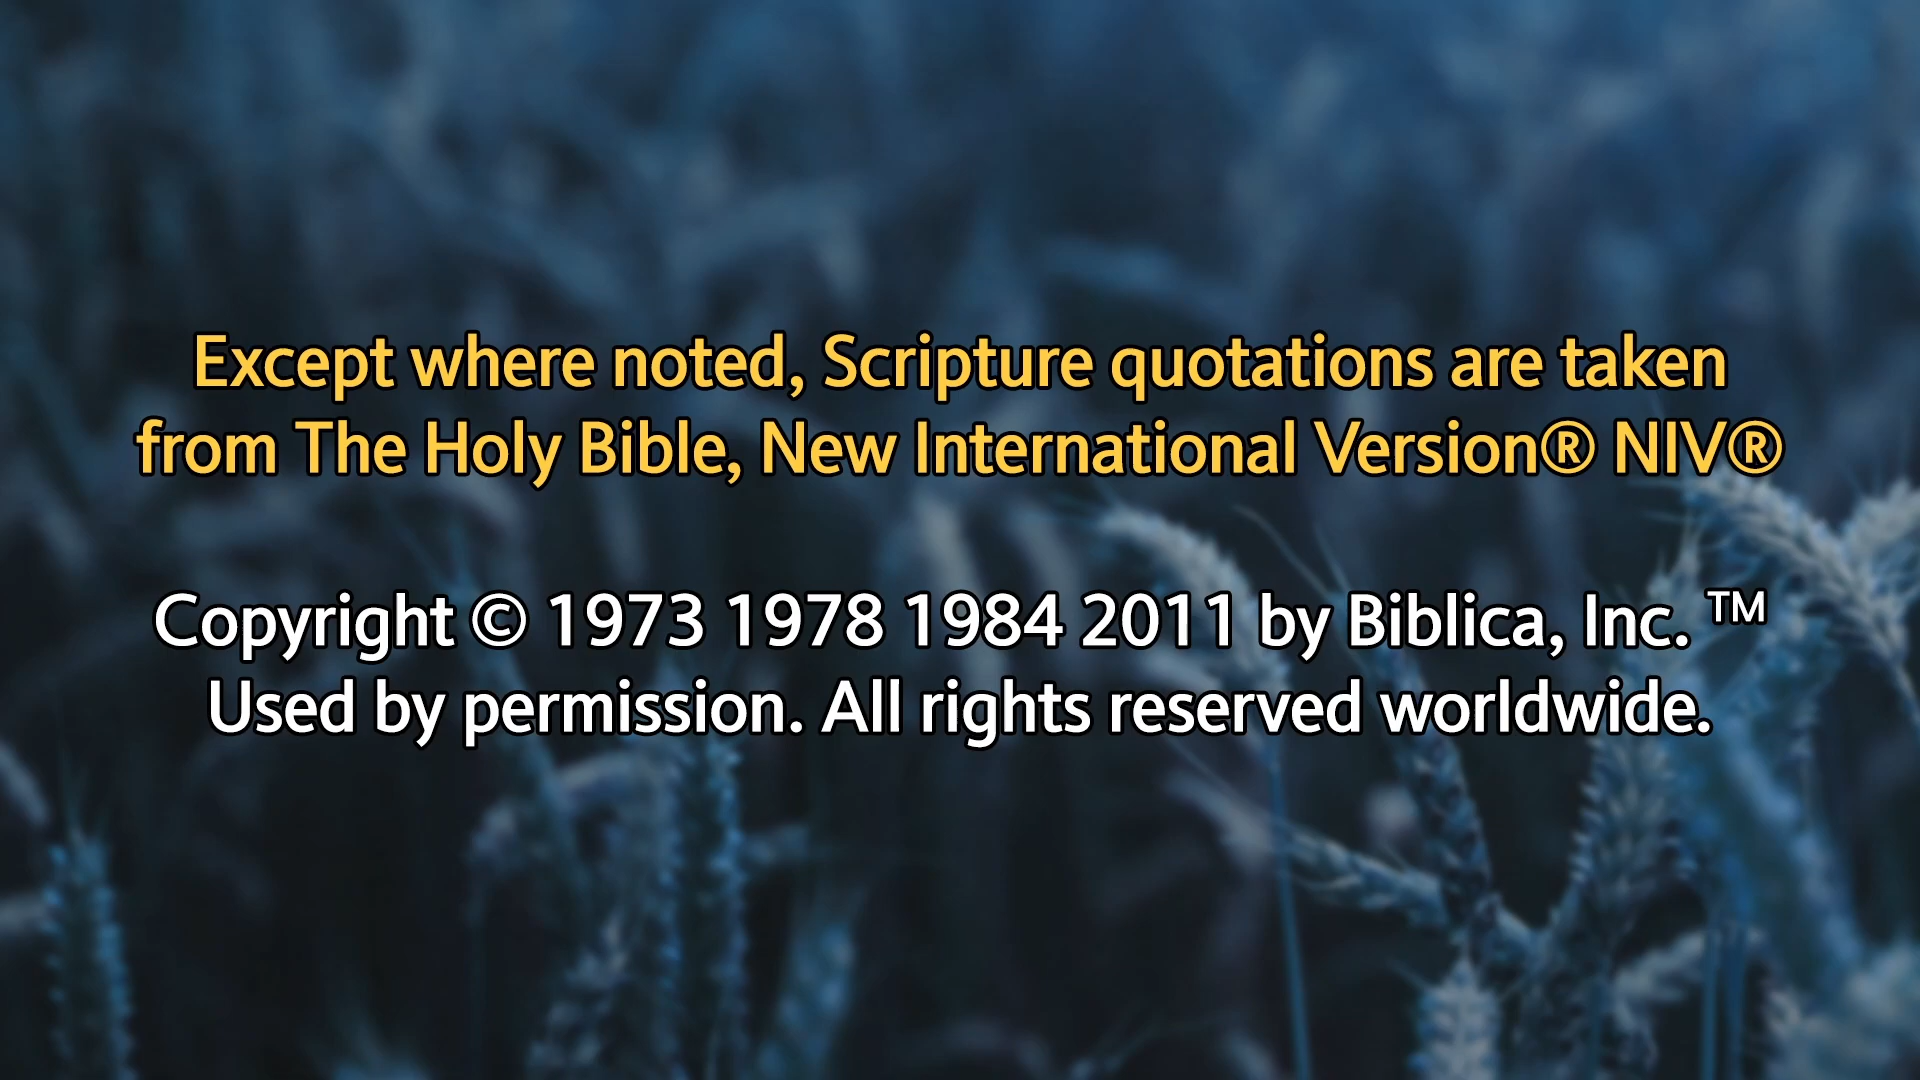 Except where noted, Scripture quotations are taken
from The Holy Bible, New International Version® NIV®
Copyright © 1973 1978 1984 2011 by Biblica, Inc. ™
Used by permission. All rights reserved worldwide.